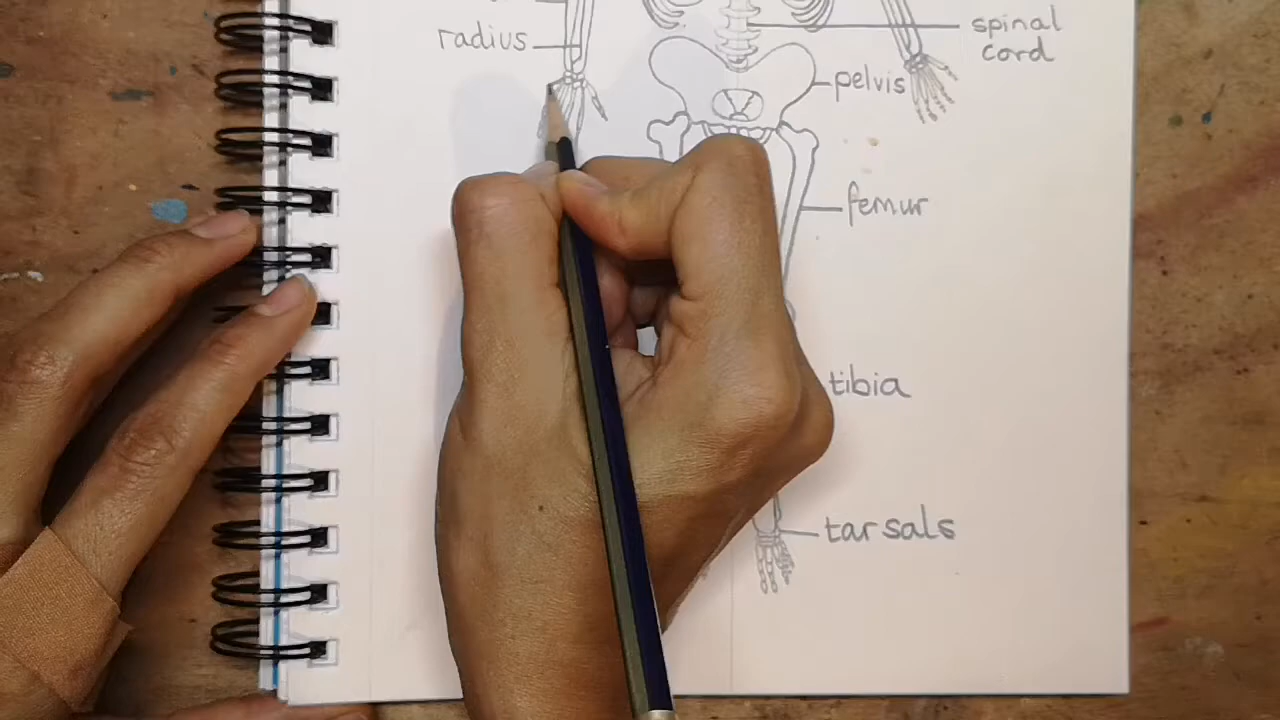 radius
spinal
cord
pelvis
femur
tibia
tarsals